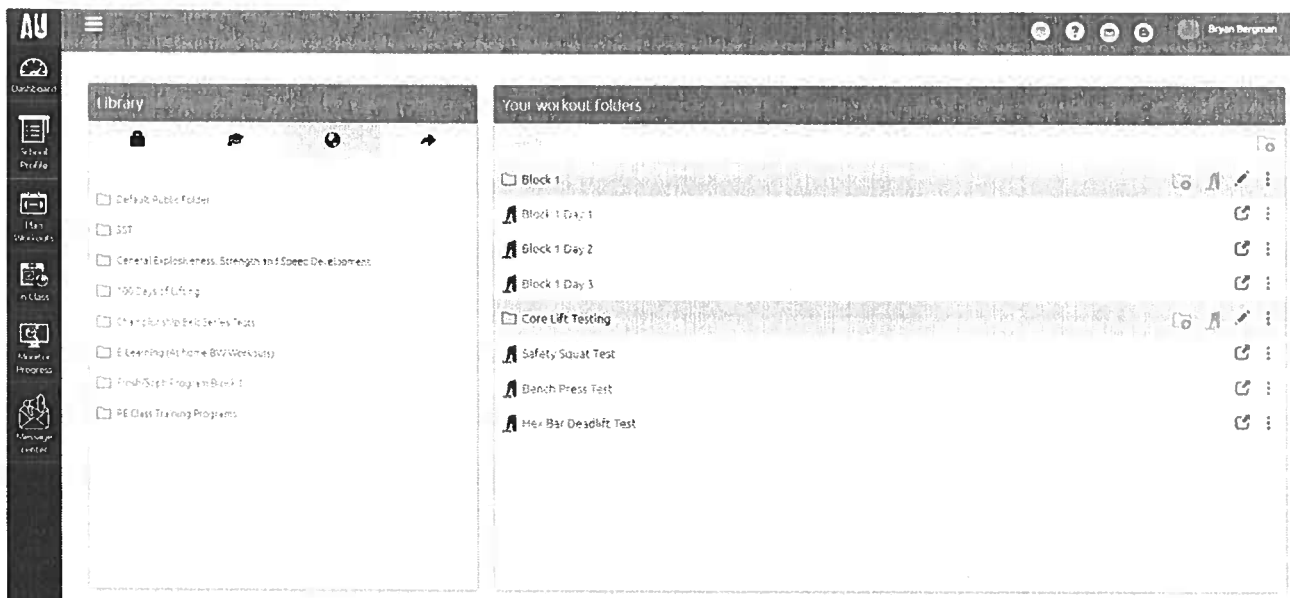 AU
Bryan Bergman
Dashboard
School
Profile
Plan
Workouts
In Class
Monitor
Progress
Message
center
Library
Default Public Folder
SST
General Explosiveness, Strength and Speed Development
100 Days of Lifting
E Learning (At home BW Workouts)
PE Class Training Programs
Your workout folders
Block 1
Block 1 Day 1
Block 1 Day 2
Block 1 Day 3
Core Lift Testing
Safety Squat Test
Bench Press Test
Hex Bar Deadlift Test